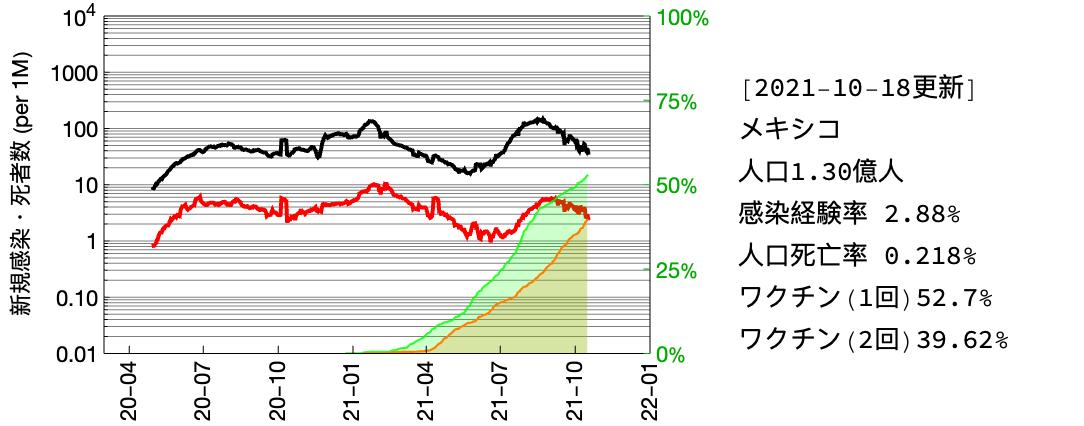 新規感染・死者数 (per 1M)
10^4
1000
100
10
1
0.10
0.01
100%
75%
50%
25%
0%
20-04
20-07
20-10
21-01
21-04
21-07
21-10
22-01
[2021-10-18更新]
メキシコ
人口1.30億人
感染経験率 2.88%
人口死亡率 0.218%
ワクチン(1回)52.7%
ワクチン(2回)39.62%